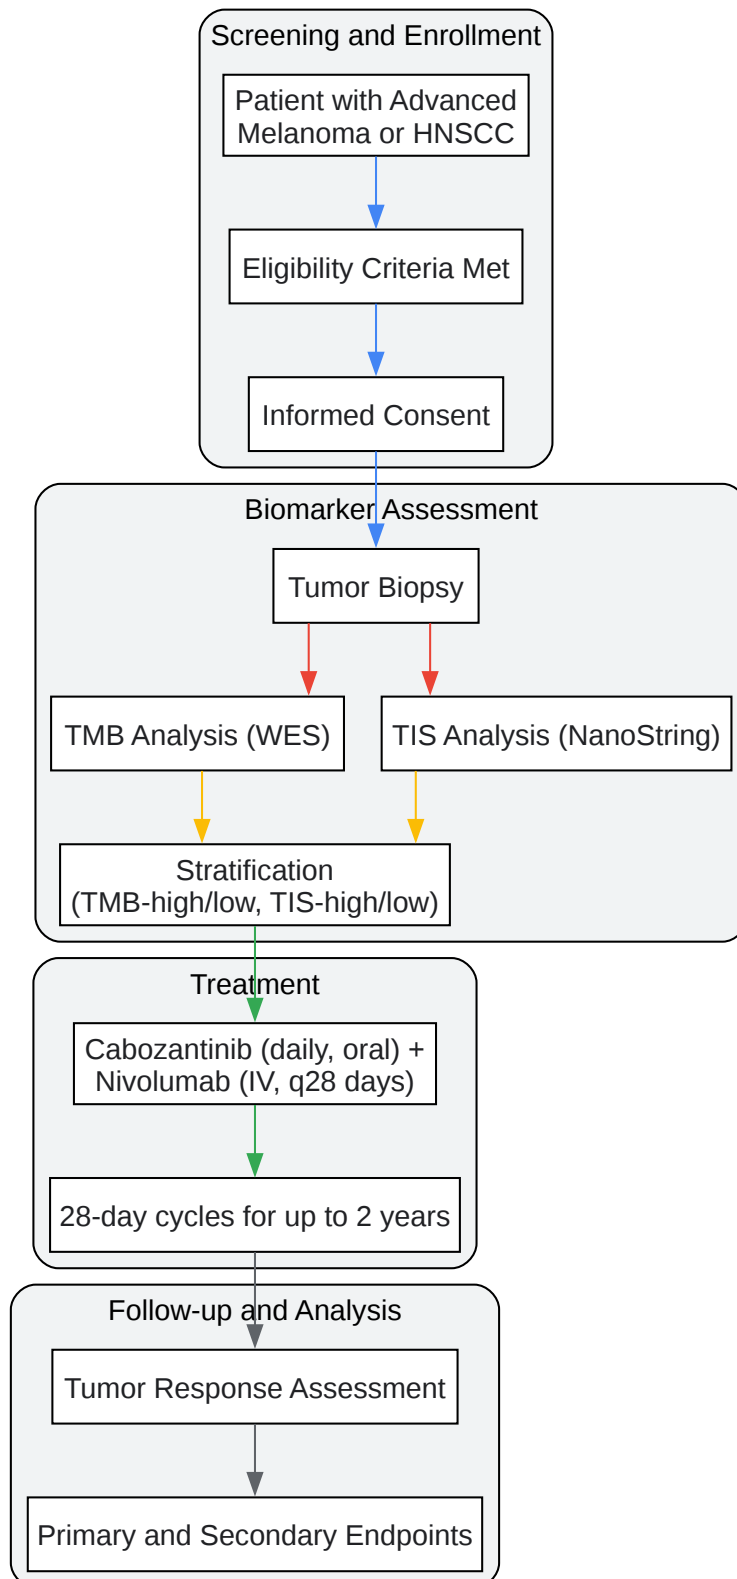 Screening and Enrollment
Patient with Advanced
Melanoma or HNSCC
Eligibility Criteria Met
Informed Consent
Biomarker Assessment
Tumor Biopsy
TMB Analysis (WES)
TIS Analysis (NanoString)
Stratification
(TMB-high/low, TIS-high/low)
Treatment
Cabozantinib (daily, oral) +
Nivolumab (IV, q28 days)
28-day cycles for up to 2 years
Follow-up and Analysis
Tumor Response Assessment
Primary and Secondary Endpoints